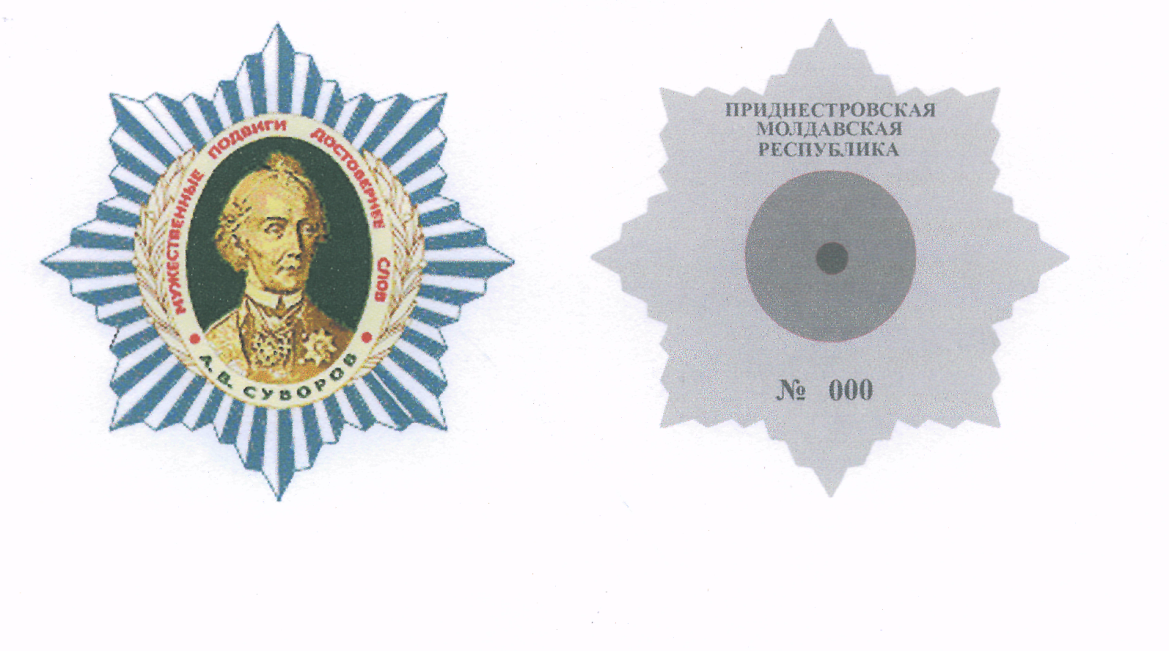 МУЖЕСТВЕННЫЕ ПОДВИГИ ДОСТОВЕРНЕЕ СЛОВ
А. В. СУВОРОВ
ПРИДНЕСТРОВСКАЯ
МОЛДАВСКАЯ
РЕСПУБЛИКА
№ 000